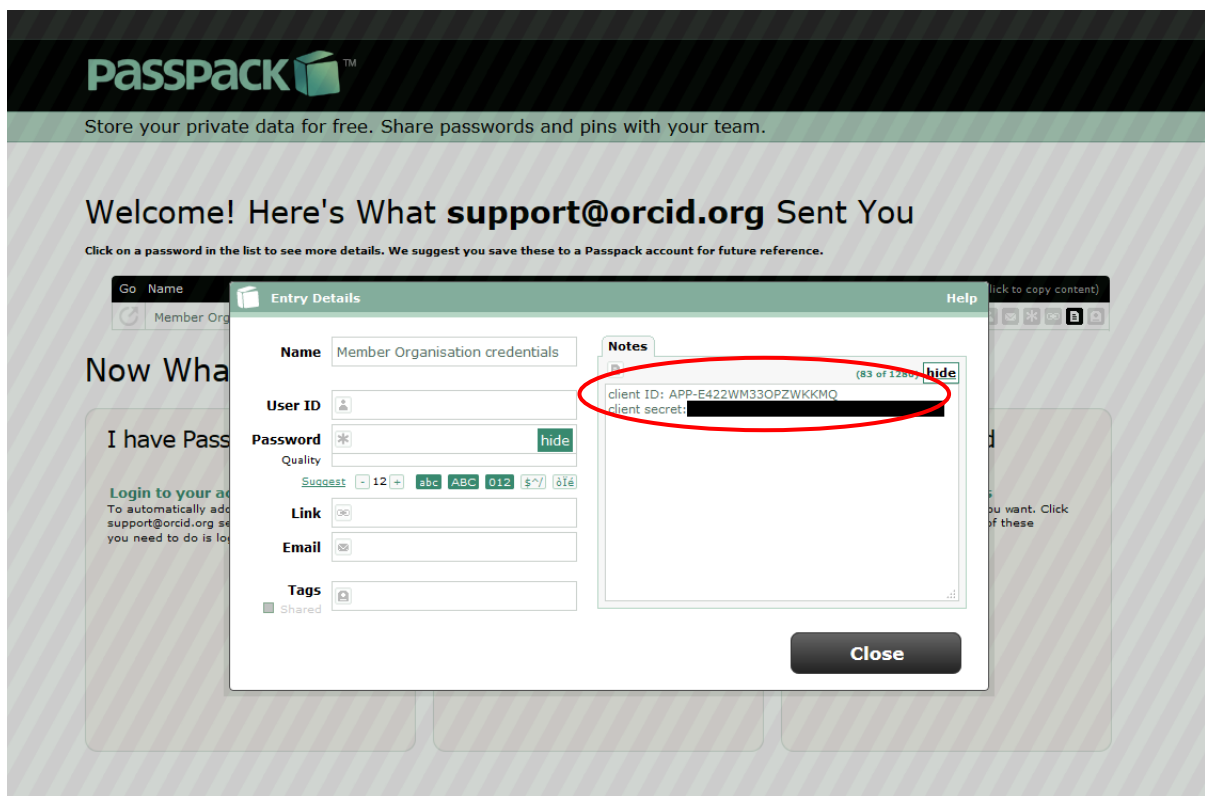 Passpack™
Store your private data for free. Share passwords and pins with your team.
Welcome! Here's What support@orcid.org Sent You
Click on a password in the list to see more details. We suggest you save these to a Passpack account for future reference.
Go Name
lick to copy content)
Member Org
Entry Details
Help
Name
Member Organisation credentials
User ID
Password
hide
Quality
Suggest - 12 + abc ABC 012 $^/ òÏé
Link
Email
Tags
Shared
Notes
(83 of 1280) hide
client ID: APP-E422WM33OPZWKKMQ
client secret:
Close
Now Wha
I have Pass
d
Login to your ac
To automatically add
support@orcid.org se
you need to do is lo
s
ou want. Click
of these